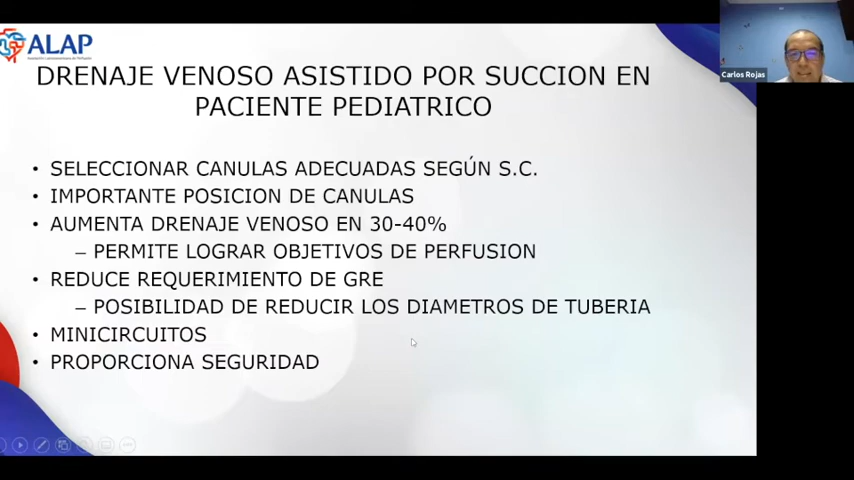 ALAP
DRENAJE VENOSO ASISTIDO POR SUCCION EN
PACIENTE PEDIATRICO
• SELECCIONAR CANULAS ADECUADAS SEGÚN S.C.
• IMPORTANTE POSICION DE CANULAS
• AUMENTA DRENAJE VENOSO EN 30-40%
– PERMITE LOGRAR OBJETIVOS DE PERFUSION
• REDUCE REQUERIMIENTO DE GRE
– POSIBILIDAD DE REDUCIR LOS DIAMETROS DE TUBERIA
• MINICIRCUITOS
• PROPORCIONA SEGURIDAD
Carlos Rojas